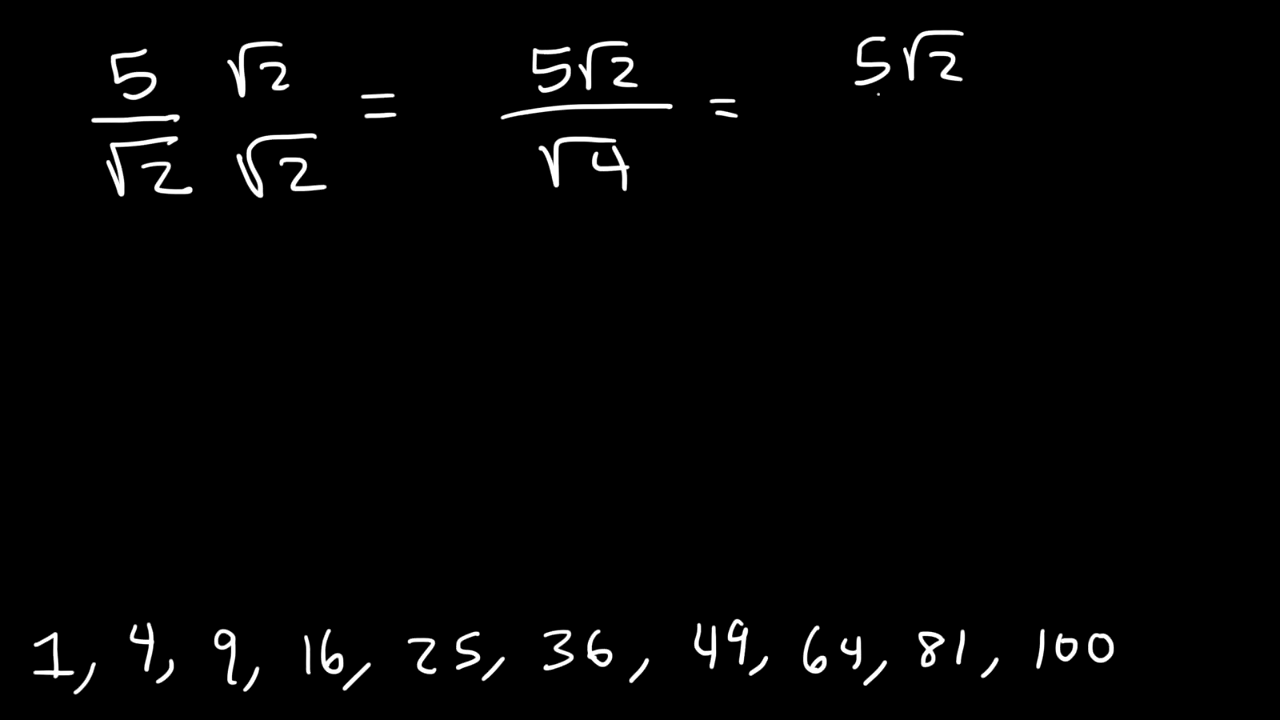 5/√2 √2/√2 = 5√2/√4 = 5√2
1, 4, 9, 16, 25, 36, 49, 64, 81, 100